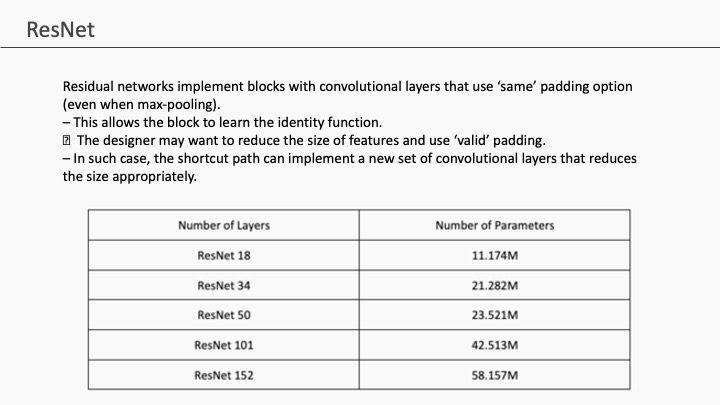 ResNet
Residual networks implement blocks with convolutional layers that use ‘same’ padding option
(even when max-pooling).
– This allows the block to learn the identity function.
⍰ The designer may want to reduce the size of features and use ‘valid’ padding.
– In such case, the shortcut path can implement a new set of convolutional layers that reduces
the size appropriately.
Number of Layers Number of Parameters
ResNet 18 11.174M
ResNet 34 21.282M
ResNet 50 23.521M
ResNet 101 42.513M
ResNet 152 58.157M